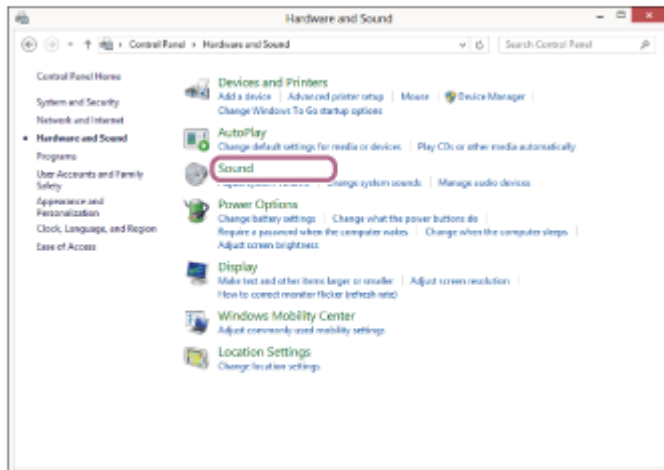 Hardware and Sound
Control Panel › Hardware and Sound
Search Control Panel
Control Panel Home
System and Security
Network and Internet
Hardware and Sound
Programs
User Accounts and Family
Safety
Appearance and
Personalization
Clock, Language, and Region
Ease of Access
Devices and Printers
Add a device | Advanced printer setup | Mouse | Device Manager |
Change Windows To Go startup options
AutoPlay
Change default settings for media or devices | Play CDs or other media automatically
Sound
Adjust system volume | Change system sounds | Manage audio devices
Power Options
Change battery settings | Change what the power buttons do |
Require a password when the computer wakes | Change when the computer sleeps |
Adjust screen brightness
Display
Make text and other items larger or smaller | Adjust screen resolution |
How to correct monitor flicker (refresh rate)
Windows Mobility Center
Adjust commonly used mobility settings
Location Settings
Change location settings